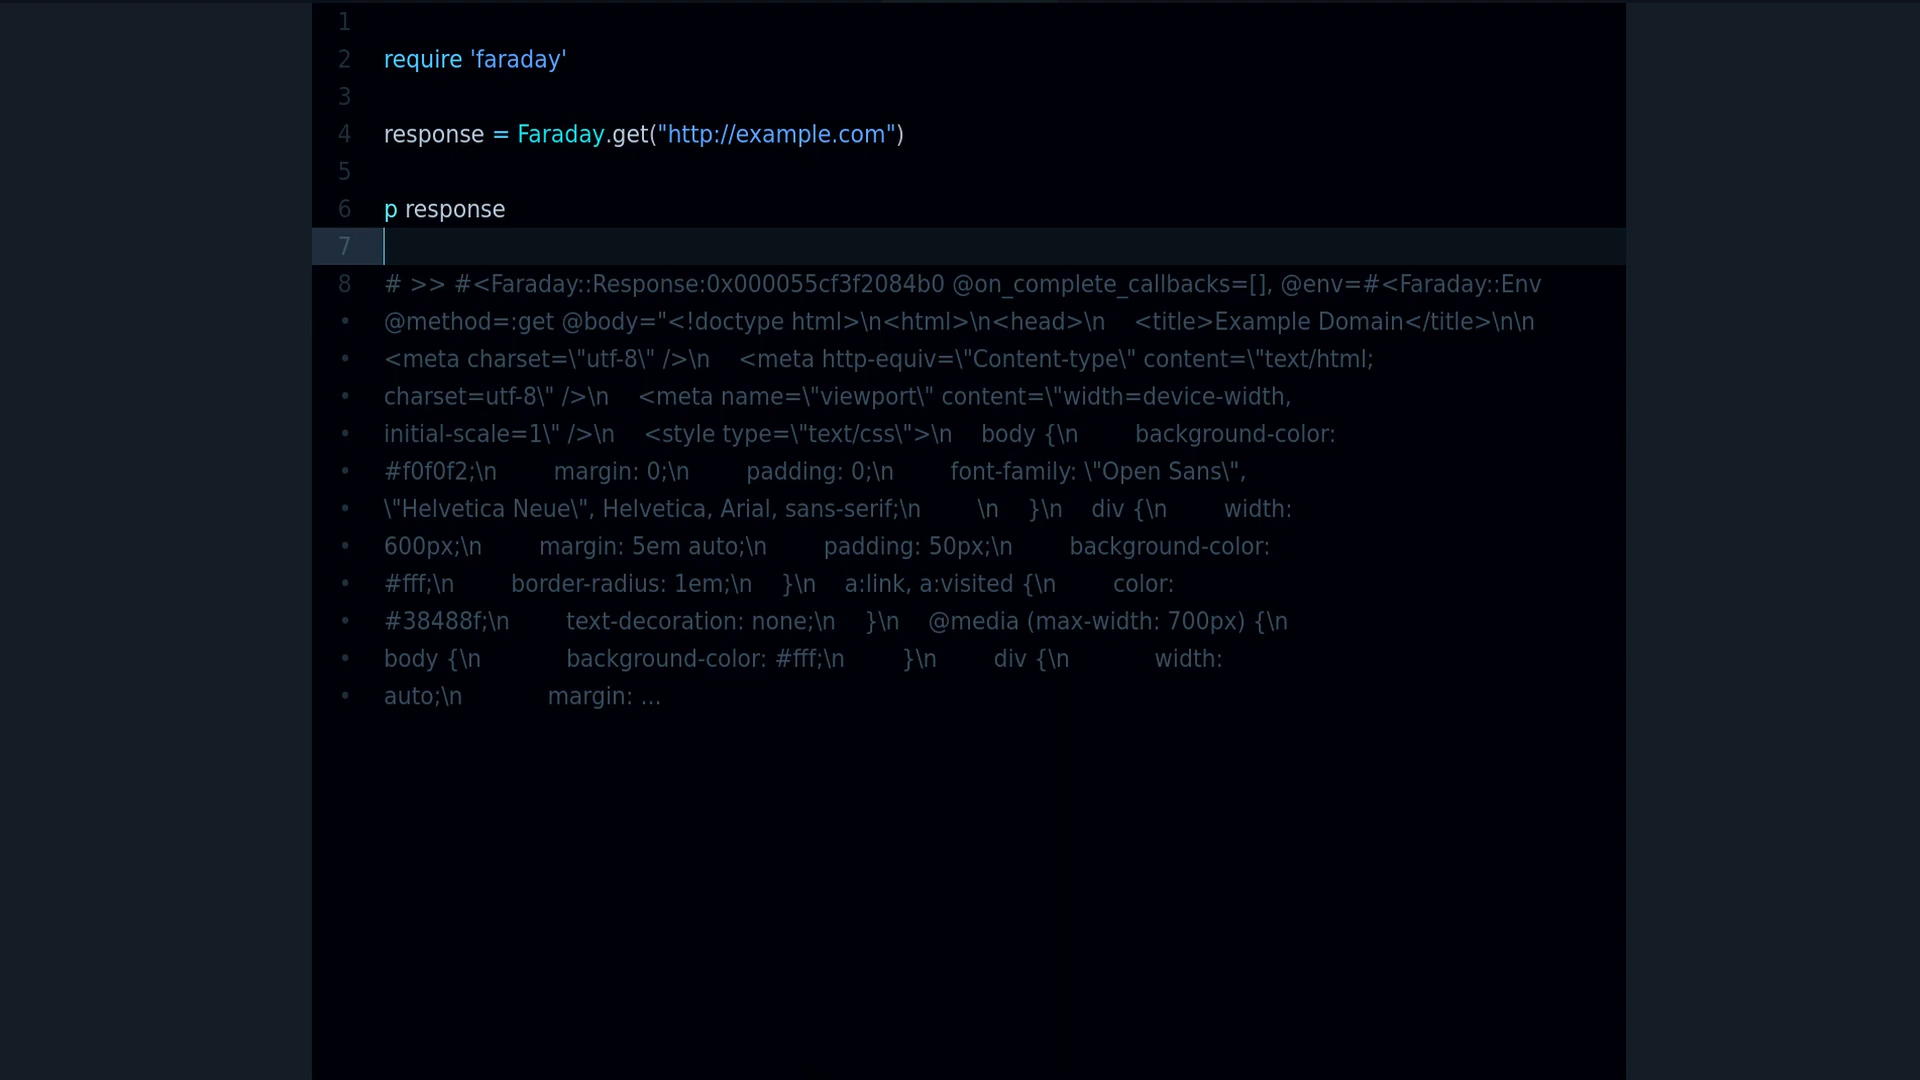 1
2 require 'faraday'
3
4 response = Faraday.get("http://example.com")
5
6 p response
7
8 # >> #<Faraday::Response:0x000055cf3f2084b0 @on_complete_callbacks=[], @env=#<Faraday::Env
• @method=:get @body="<!doctype html>\n<html>\n<head>\n    <title>Example Domain</title>\n\n
• <meta charset=\"utf-8\" />\n    <meta http-equiv=\"Content-type\" content=\"text/html;
• charset=utf-8\" />\n    <meta name=\"viewport\" content=\"width=device-width,
• initial-scale=1\" />\n    <style type=\"text/css\">\n    body {\n        background-color:
• #f0f0f2;\n        margin: 0;\n        padding: 0;\n        font-family: \"Open Sans\",
• \"Helvetica Neue\", Helvetica, Arial, sans-serif;\n        \n    }\n    div {\n        width:
• 600px;\n        margin: 5em auto;\n        padding: 50px;\n        background-color:
• #fff;\n        border-radius: 1em;\n    }\n    a:link, a:visited {\n        color:
• #38488f;\n        text-decoration: none;\n    }\n    @media (max-width: 700px) {\n
• body {\n            background-color: #fff;\n        }\n        div {\n            width:
• auto;\n            margin: ...